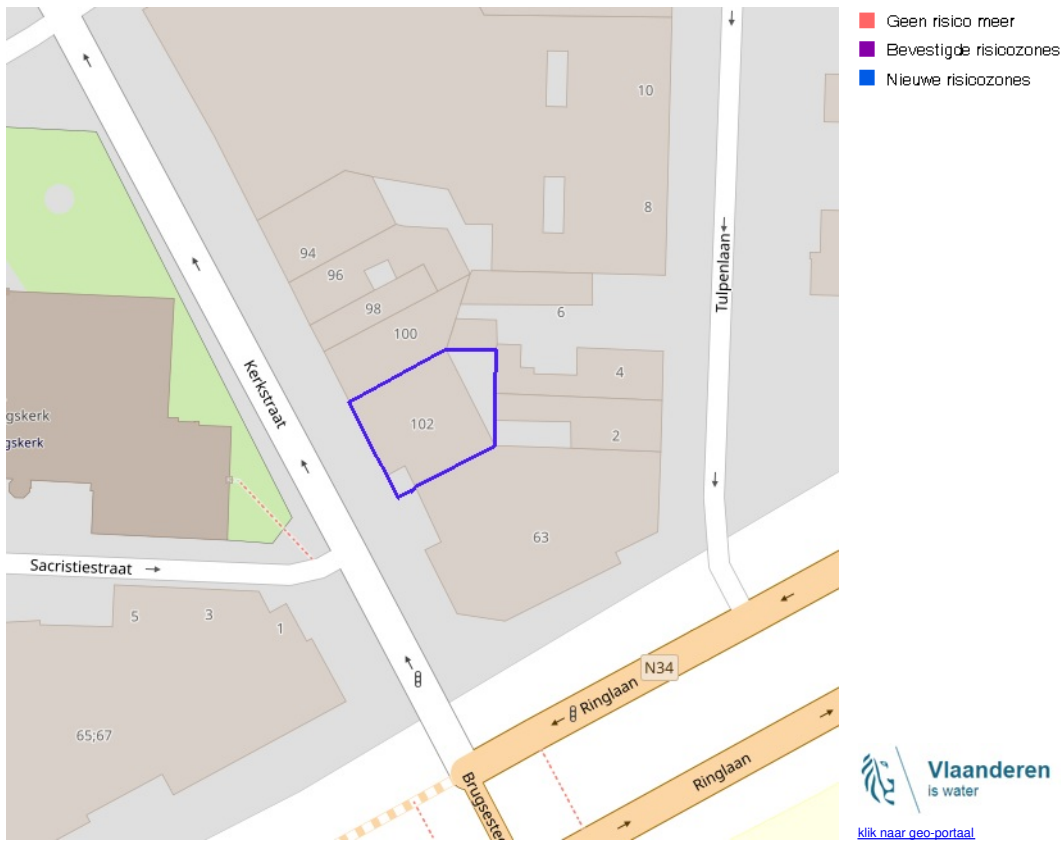 Geen risico meer
Bevestigde risicozones
Nieuwe risicozones
10
8
94
96
98
100
6
Tulpenlaan
4
102
2
Kerkstraat
gskerk
gskerk
63
Sacristiestraat
5
3
1
N34
Ringlaan
65;67
Ringlaan
Brugsesteen
Vlaanderen
is water
klik naar geo-portaal